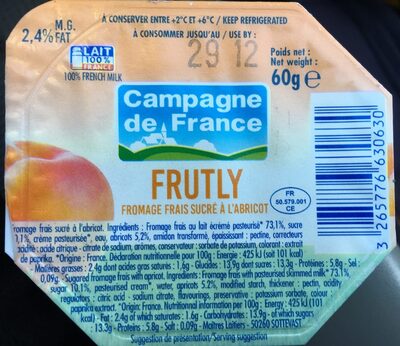 À CONSERVER ENTRE +2°C ET +6°C / KEEP REFRIGERATED
À CONSOMMER JUSQU'AU / USE BY :
29 12
M.G.
2,4% FAT
LAIT
100%
FRANCE
100% FRENCH MILK
Poids net :
Net weight :
60g e
Campagne
de France
FRUTLY
FROMAGE FRAIS SUCRÉ À L'ABRICOT
FR
50.579.001
CE
3 265776 630630
Fromage frais sucré à l'abricot. Ingrédients : Fromage frais au lait écrémé pasteurisé* 73,1%, sucre
10,1%, crème pasteurisée*, eau, abricots 5,2%, amidon transformé, épaississant : pectine, correcteurs
d'acidité : acide citrique - citrate de sodium, arômes, conservateur : sorbate de potassium, colorant : extrait
de paprika. *Origine : France. Déclaration nutritionnelle pour 100g : Energie : 425 kJ (101 kcal)
- Matières grasses : 2.4g dont acides gras saturés : 1.6g - Glucides : 13.9g dont sucres : 13.3g - Protéines : 5.8g - Sel :
0.09g. - Sugared fromage frais with apricot. Ingredients : Fromage frais with pasteurised skimmed milk* 73.1%,
sugar 10.1%, pasteurised cream*, water, apricots 5.2%, modified starch, thickener : pectin, acidity
regulators : citric acid - sodium citrate, flavourings, preservative : potassium sorbate, colour :
paprika extract. *Origin: France. Nutritionnal information per 100g : Energy : 425 kJ (101
kcal) - Fat : 2.4g of which saturates : 1.6g - Carbohydrates : 13.9g - of which sugars
: 13.3g - Proteins : 5.8g - Salt : 0.09g - Maîtres Laitiers - 50260 SOTTEVAST
Suggestion de présentation/Serving suggestion